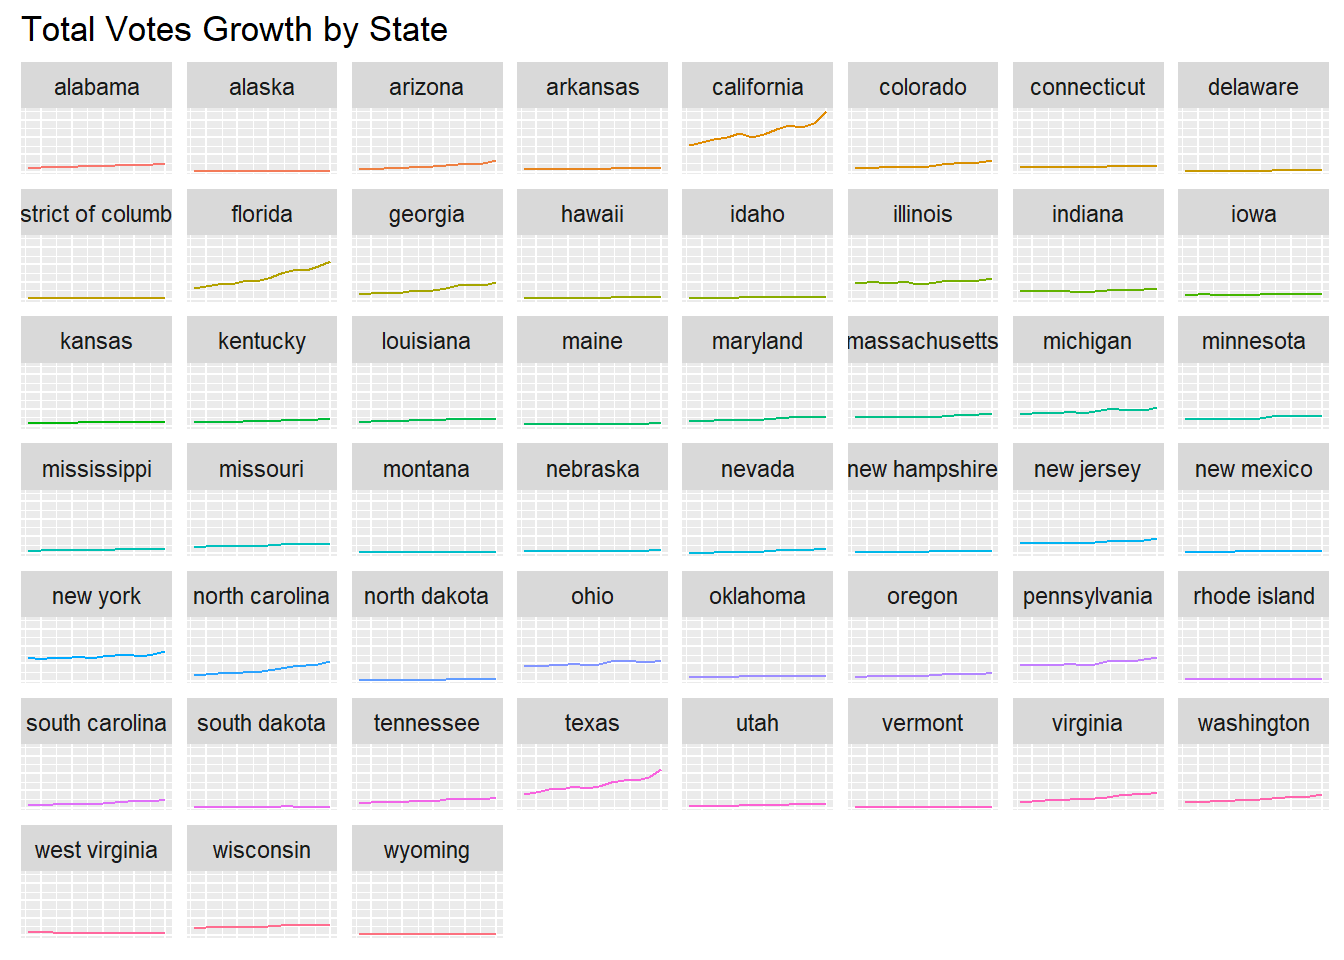 Total Votes Growth by State
alabama alaska arizona arkansas california colorado connecticut delaware
strict of columb florida georgia hawaii idaho illinois indiana iowa
kansas kentucky louisiana maine maryland massachusetts michigan minnesota
mississippi missouri montana nebraska nevada new hampshire new jersey new mexico
new york north carolina north dakota ohio oklahoma oregon pennsylvania rhode island
south carolina south dakota tennessee texas utah vermont virginia washington
west virginia wisconsin wyoming